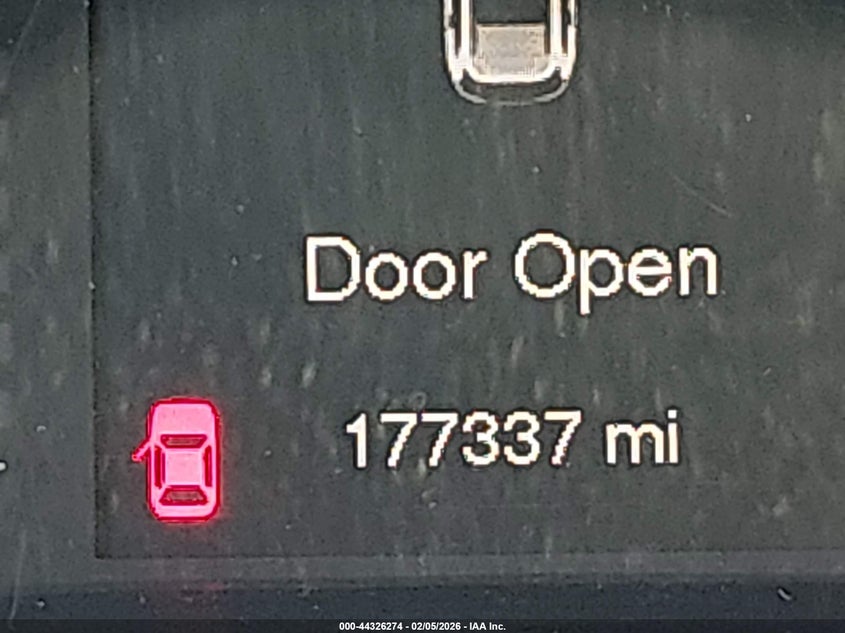 Door Open
177337 mi
000-44326274 - 02/05/2026 - IAA Inc.